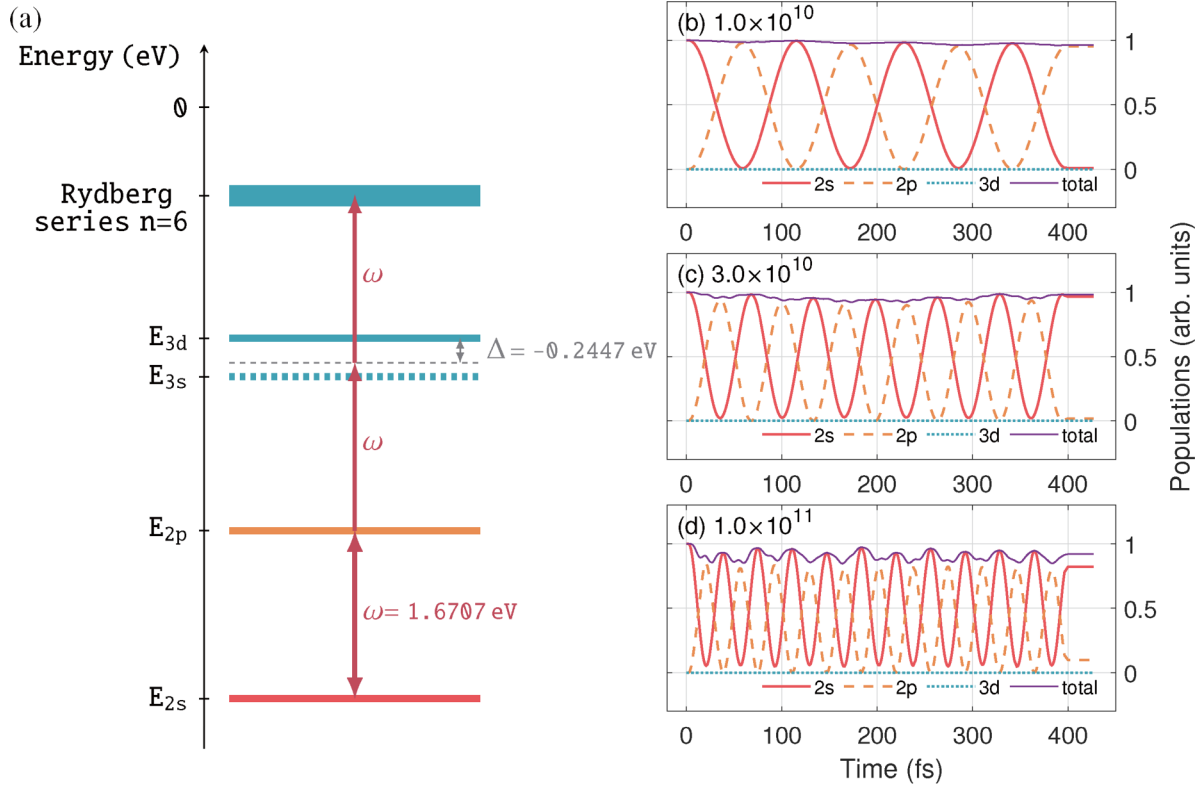 (a)
Energy (eV)
0
Rydberg
series n=6
ω
E3d
Δ = -0.2447 eV
E3s
ω
E2p
ω= 1.6707 eV
E2s
(b) 1.0×10^10
1
0.5
0
2s 2p 3d total
0 100 200 300 400
(c) 3.0×10^10
1
0.5
0
2s 2p 3d total
0 100 200 300 400
(d) 1.0×10^11
1
0.5
0
2s 2p 3d total
0 100 200 300 400
Time (fs)
Populations (arb. units)